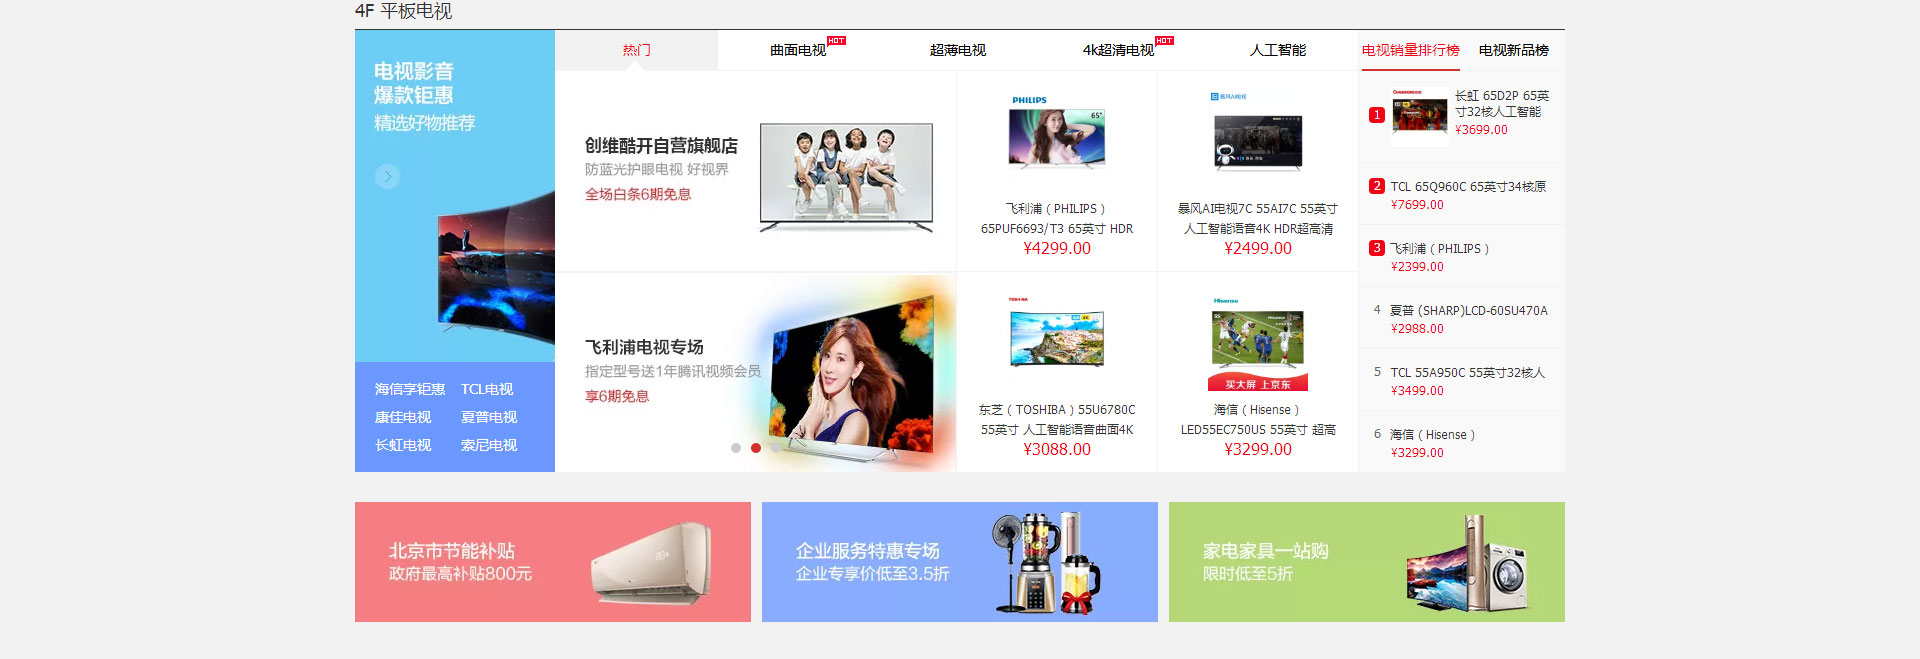 4F 平板电视
电视影音
爆款钜惠
精选好物推荐
海信享钜惠 TCL电视
康佳电视 夏普电视
长虹电视 索尼电视
热门 曲面电视 HOT 超薄电视 4k超清电视 HOT 人工智能
创维酷开自营旗舰店
防蓝光护眼电视 好视界
全场白条6期免息
飞利浦电视专场
指定型号送1年腾讯视频会员
享6期免息
PHILIPS
65"
飞利浦（PHILIPS）
65PUF6693/T3 65英寸 HDR
¥4299.00
暴风AI电视
暴风AI电视7C 55AI7C 55英寸
人工智能语音4K HDR超高清
¥2499.00
TOSHIBA
东芝（TOSHIBA）55U6780C
55英寸 人工智能语音曲面4K
¥3088.00
Hisense
55
买大屏 上京东
海信（Hisense）
LED55EC750US 55英寸 超高
¥3299.00
电视销量排行榜 电视新品榜
1
CHANGHONG
长虹 65D2P 65英
寸32核人工智能
¥3699.00
2 TCL 65Q960C 65英寸34核原
¥7699.00
3 飞利浦（PHILIPS）
¥2399.00
4 夏普 (SHARP)LCD-60SU470A
¥2988.00
5 TCL 55A950C 55英寸32核人
¥3499.00
6 海信（Hisense）
¥3299.00
北京市节能补贴
政府最高补贴800元
企业服务特惠专场
企业专享价低至3.5折
家电家具一站购
限时低至5折